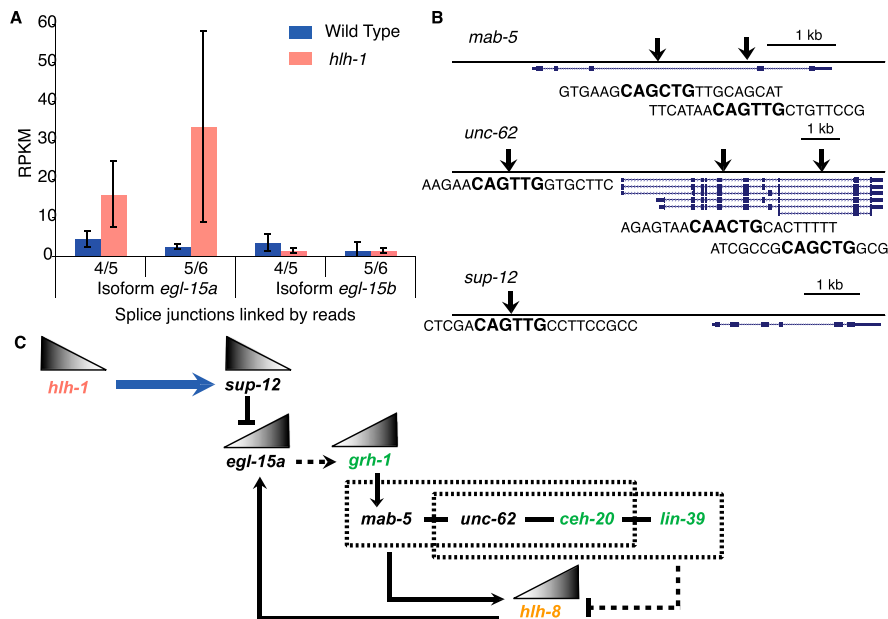 A
60
50
40
30
20
10
0
RPKM
Wild Type
hlh-1
4/5
5/6
4/5
5/6
Isoform egl-15a
Isoform egl-15b
Splice junctions linked by reads
B
mab-5
1 kb
GTGAAGCAGCTGTTGCAGCAT
TTCATAACAGTTGCTGTTCCG
unc-62
1 kb
AAGAACAGTTGGTGCTTC
AGAGTAACAACTGCACTTTTT
ATCGCCGCAGCTGGCG
sup-12
1 kb
CTCGACAGTTGCCTTCCGCC
C
hlh-1
sup-12
egl-15a
grh-1
mab-5
unc-62
ceh-20
lin-39
hlh-8